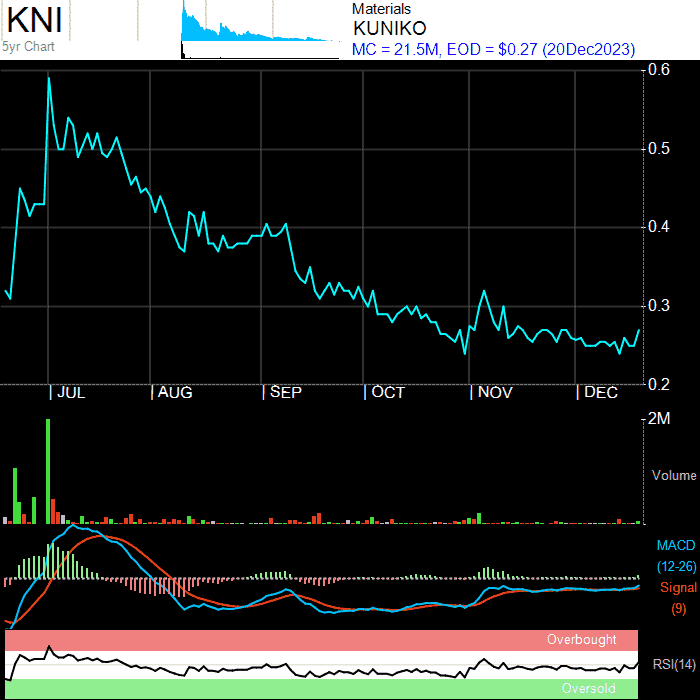 KNI
5yr Chart
Materials
KUNIKO
MC = 21.5M, EOD = $0.27 (20Dec2023)
0.6
0.5
0.4
0.3
0.2
| JUL | AUG | SEP | OCT | NOV | DEC
2M
Volume
MACD
(12-26)
Signal
(9)
Overbought
RSI(14)
Oversold